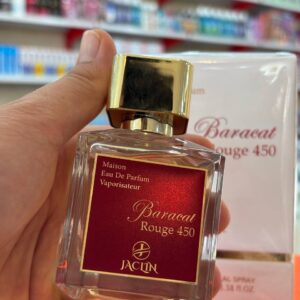 Maison
Eau De Parfum
Vaporisateur
Baracat
Rouge 450
JACLIN
Baracat
Rouge 450